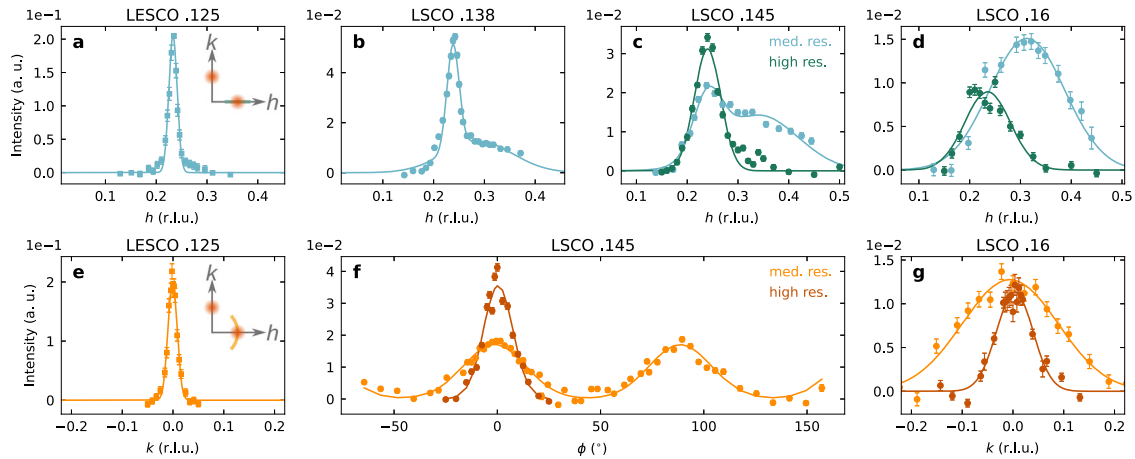 LESCO .125
LSCO .138
LSCO .145
LSCO .16
1e−1
1e−2
1e−2
1e−2
a
b
c
d
k
h
med. res.
high res.
Intensity (a. u.)
2.0
1.5
1.0
0.5
0.0
4
2
0
6
4
2
0
1.5
1.0
0.5
0.0
0.1 0.2 0.3 0.4
0.0 0.2 0.4
0.1 0.2 0.3 0.4 0.5
0.1 0.2 0.3 0.4 0.5
h (r.l.u.)
h (r.l.u.)
h (r.l.u.)
h (r.l.u.)
LESCO .125
LSCO .145
LSCO .16
1e−1
1e−2
1e−2
e
f
g
k
h
med. res.
high res.
Intensity (a. u.)
2
1
0
4
3
2
1
0
1.5
1.0
0.5
0.0
−0.2 −0.1 0.0 0.1 0.2
−50 0 50 100 150
−0.2 −0.1 0.0 0.1 0.2
k (r.l.u.)
ϕ (°)
k (r.l.u.)